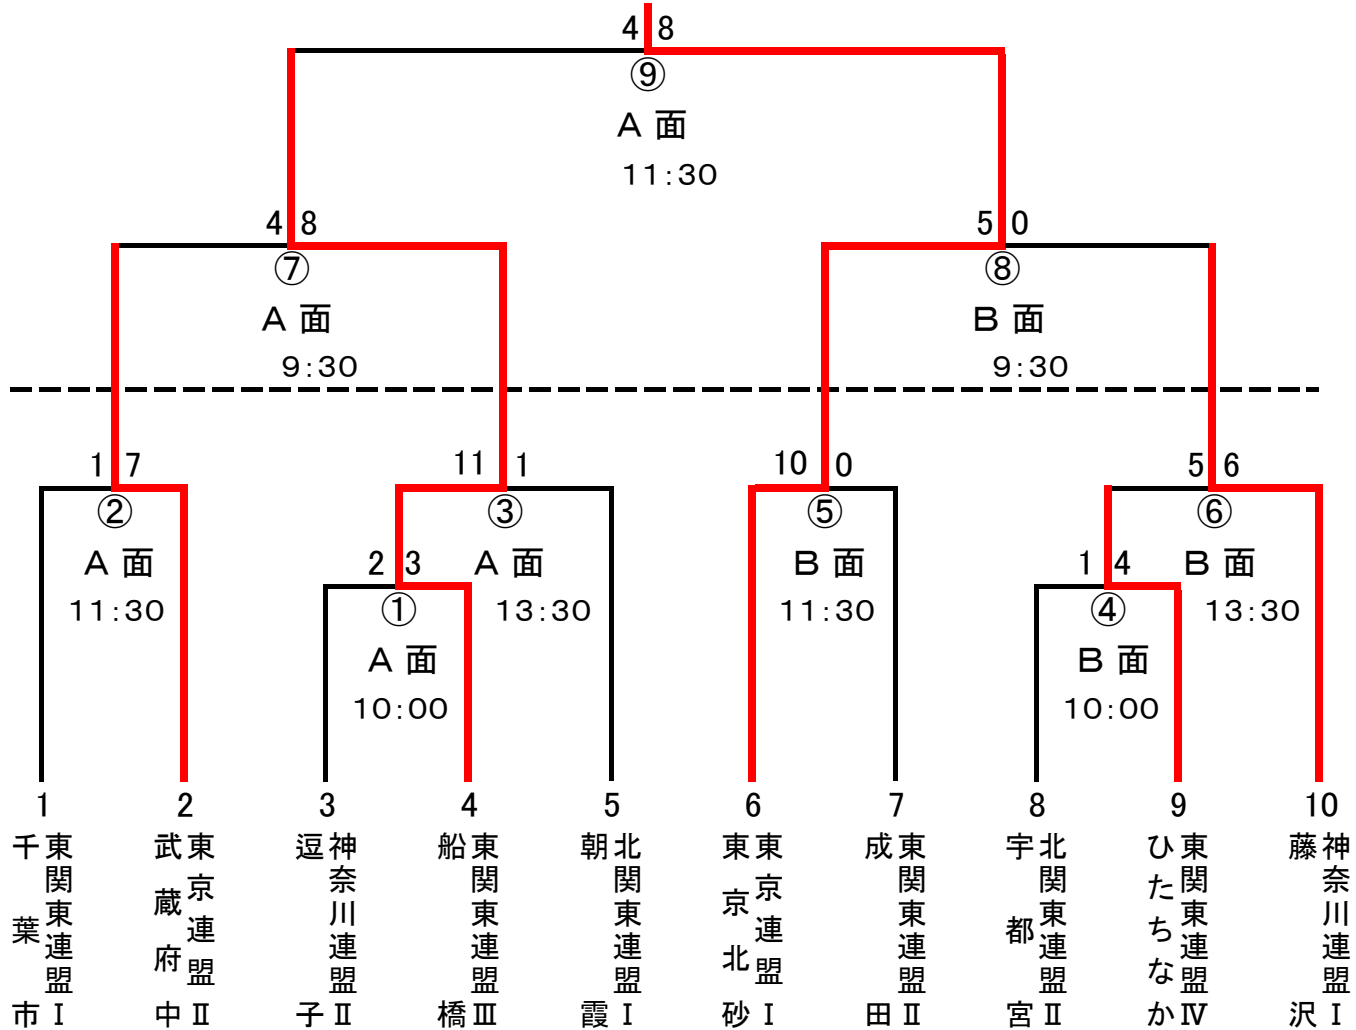 4 8
⑨
A 面
11:30
4 8
⑦
A 面
9:30
5 0
⑧
B 面
9:30
1 7
②
A 面
11:30
11 1
③
A 面
13:30
10 0
⑤
B 面
11:30
5 6
⑥
B 面
13:30
2 3
①
A 面
10:00
1 4
④
B 面
10:00
1
東関東連盟Ⅰ
千葉市
2
東京連盟Ⅱ
武蔵府中
3
神奈川連盟Ⅱ
逗子
4
東関東連盟Ⅲ
船橋
5
北関東連盟Ⅰ
朝霞
6
東京連盟Ⅰ
東京北砂
7
東関東連盟Ⅱ
成田
8
北関東連盟Ⅱ
宇都宮
9
東関東連盟Ⅳ
ひたちなか
10
神奈川連盟Ⅰ
藤沢